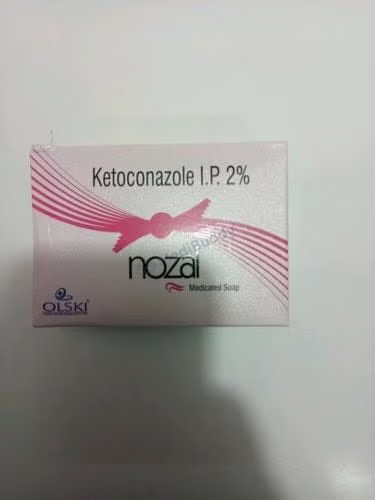 Ketoconazole I.P. 2%
nozal
Medicated Soap
OLSKI